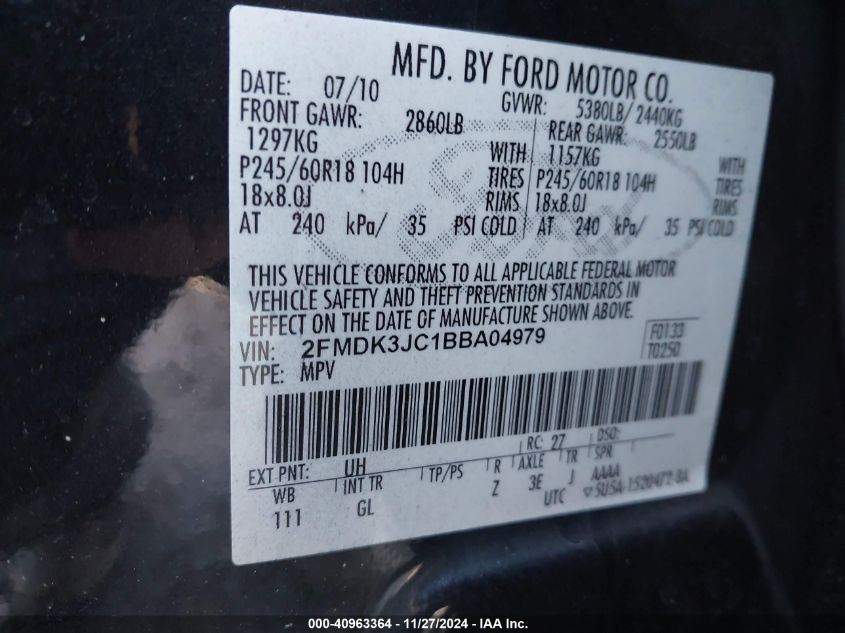 MFD. BY FORD MOTOR CO.
DATE: 07/10 GVWR: 5380LB/ 2440KG
FRONT GAWR: 2860LB REAR GAWR: 2550LB
1297KG WITH 1157KG WITH
P245/60R18 104H TIRES P245/60R18 104H TIRES
18x8.0J RIMS 18x8.0J RIMS
AT 240 kPa/ 35 PSI COLD AT 240 kPa/ 35 PSI COLD
THIS VEHICLE CONFORMS TO ALL APPLICABLE FEDERAL MOTOR
VEHICLE SAFETY AND THEFT PREVENTION STANDARDS IN
EFFECT ON THE DATE OF MANUFACTURE SHOWN ABOVE.
VIN: 2FMDK3JC1BBA04979 F0133
TYPE: MPV T0250
EXT PNT: UH RC: 27 DSO:
WB INT TR TP/PS R AXLE TR SPR
111 GL Z 3E J AAAA
UTC 5U5A-1520472-BA
000-40963364 - 11/27/2024 - IAA Inc.